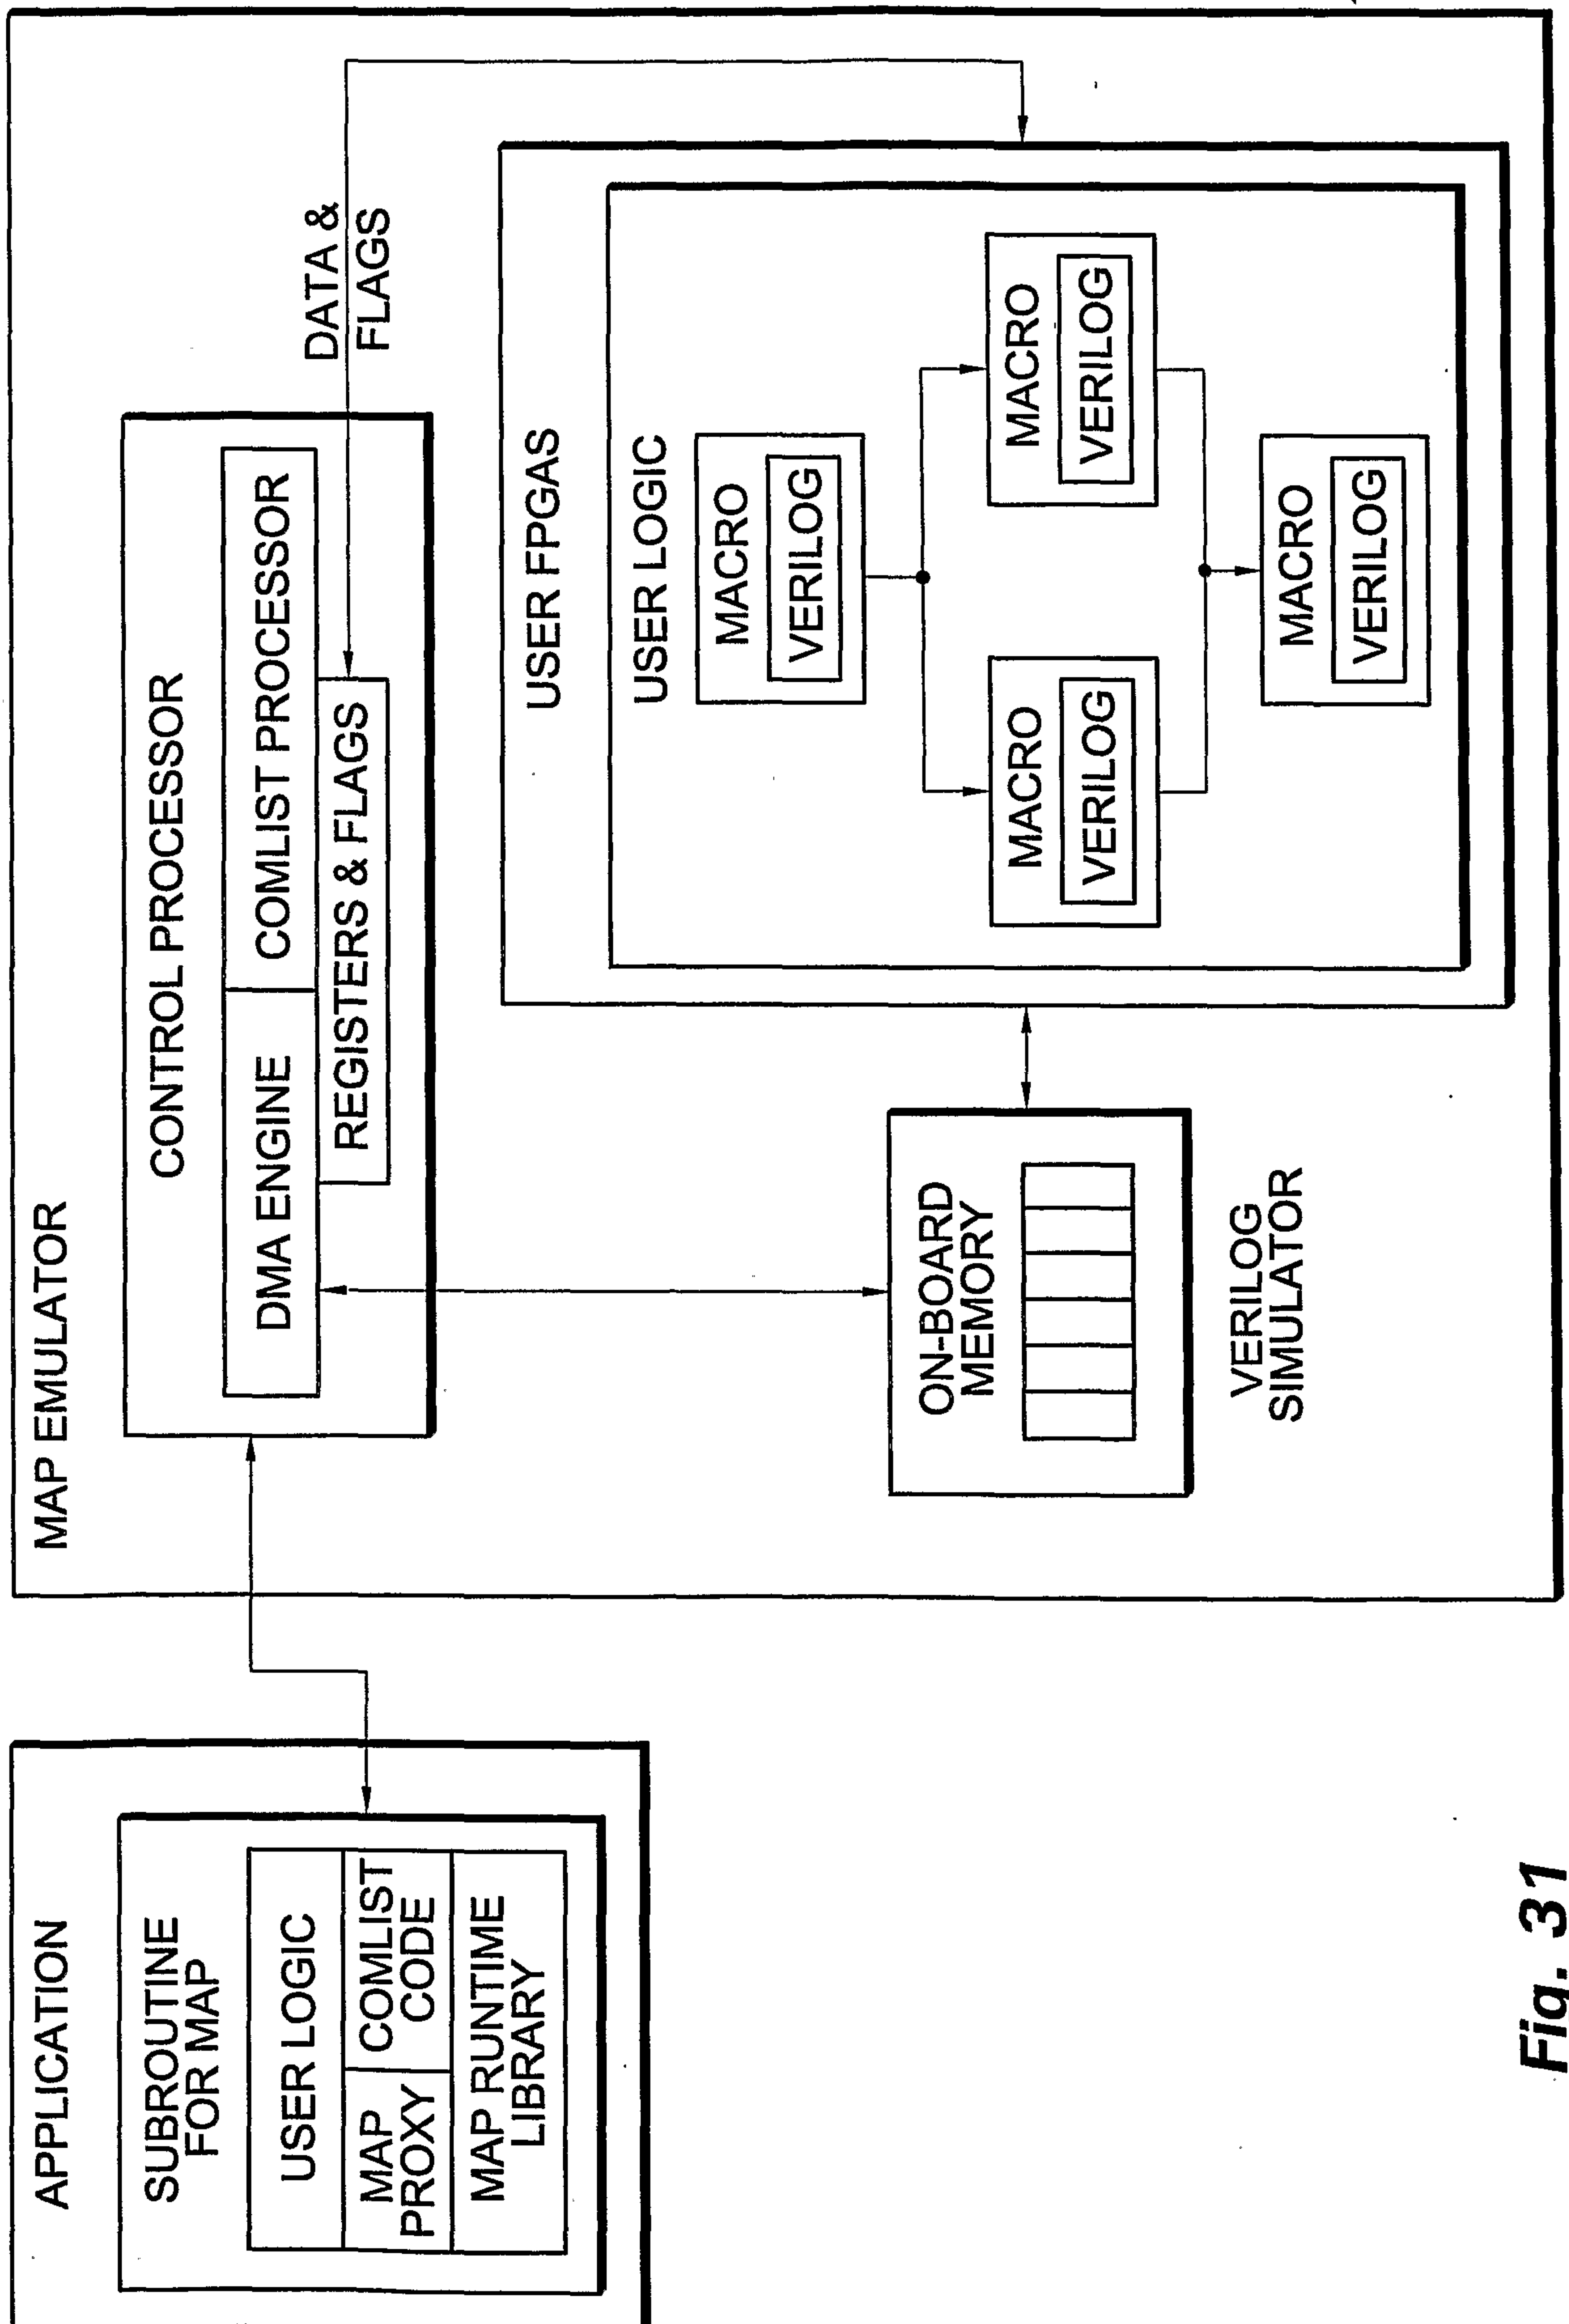 APPLICATION
SUBROUTINE
FOR MAP
USER LOGIC
MAP
PROXY
COMLIST
CODE
MAP RUNTIME
LIBRARY
MAP EMULATOR
CONTROL PROCESSOR
DMA ENGINE
COMLIST PROCESSOR
REGISTERS & FLAGS
DATA &
FLAGS
ON-BOARD
MEMORY
VERILOG
SIMULATOR
USER FPGAS
USER LOGIC
MACRO
VERILOG
MACRO
VERILOG
MACRO
VERILOG
MACRO
VERILOG
Fig. 31